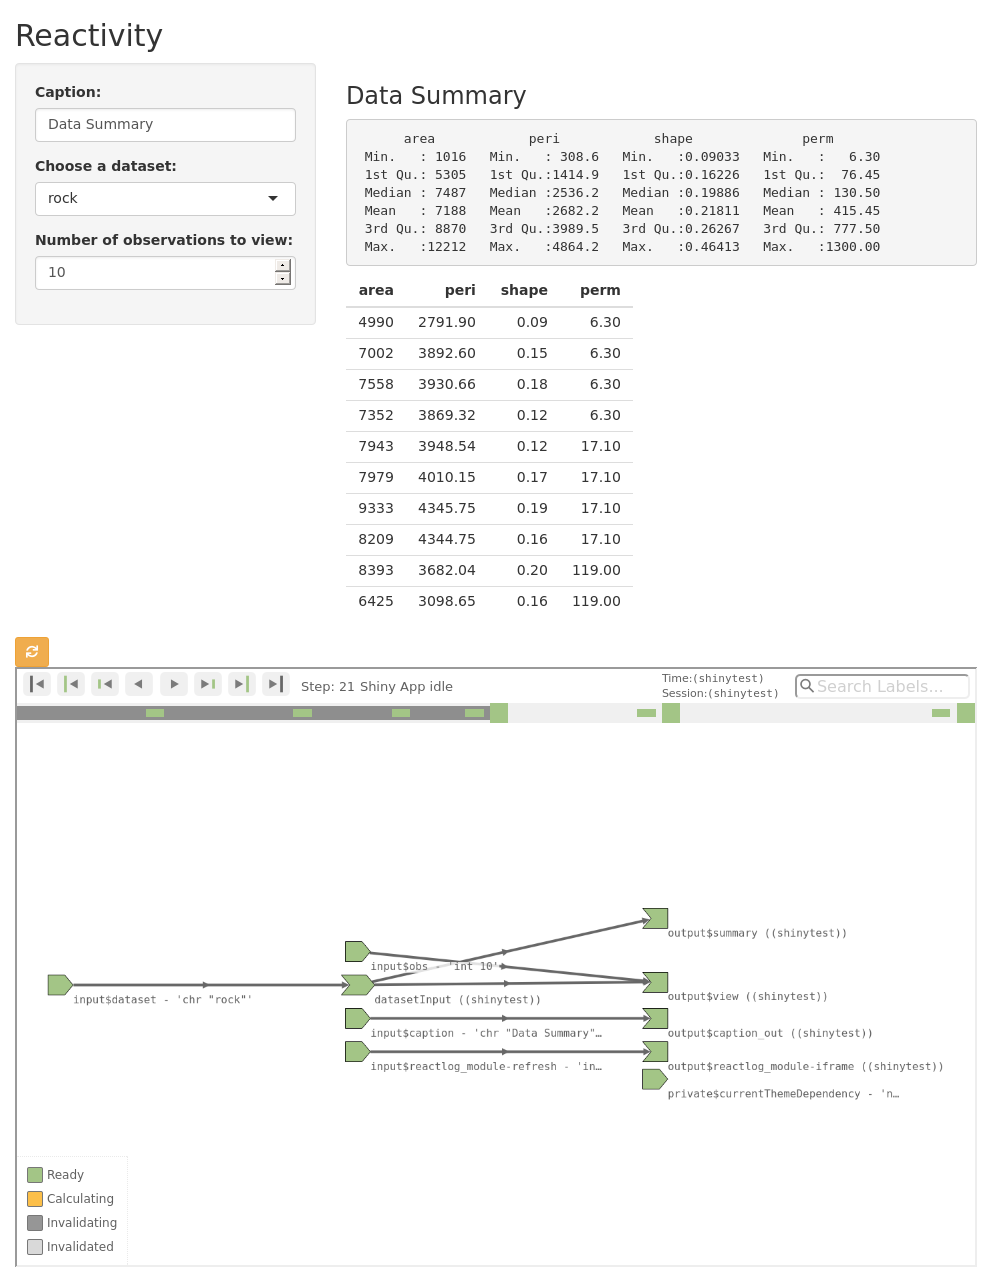 Reactivity
Caption:
Data Summary
Choose a dataset:
rock
Number of observations to view:
10
Data Summary
area peri shape perm
Min. : 1016 Min. : 308.6 Min. :0.09033 Min. : 6.30
1st Qu.: 5305 1st Qu.:1414.9 1st Qu.:0.16226 1st Qu.: 76.45
Median : 7487 Median :2536.2 Median :0.19886 Median : 130.50
Mean : 7188 Mean :2682.2 Mean :0.21811 Mean : 415.45
3rd Qu.: 8870 3rd Qu.:3989.5 3rd Qu.:0.26267 3rd Qu.: 777.50
Max. :12212 Max. :4864.2 Max. :0.46413 Max. :1300.00
area peri shape perm
4990 2791.90 0.09 6.30
7002 3892.60 0.15 6.30
7558 3930.66 0.18 6.30
7352 3869.32 0.12 6.30
7943 3948.54 0.12 17.10
7979 4010.15 0.17 17.10
9333 4345.75 0.19 17.10
8209 4344.75 0.16 17.10
8393 3682.04 0.20 119.00
6425 3098.65 0.16 119.00
Step: 21 Shiny App idle
Time:(shinytest)
Session:(shinytest)
Search Labels...
output$summary ((shinytest))
input$obs - 'int 10'
input$dataset - 'chr "rock"'
datasetInput ((shinytest))
output$view ((shinytest))
input$caption - 'chr "Data Summary"…
output$caption_out ((shinytest))
input$reactlog_module-refresh - 'in…
output$reactlog_module-iframe ((shinytest))
private$currentThemeDependency - 'n…
Ready
Calculating
Invalidating
Invalidated